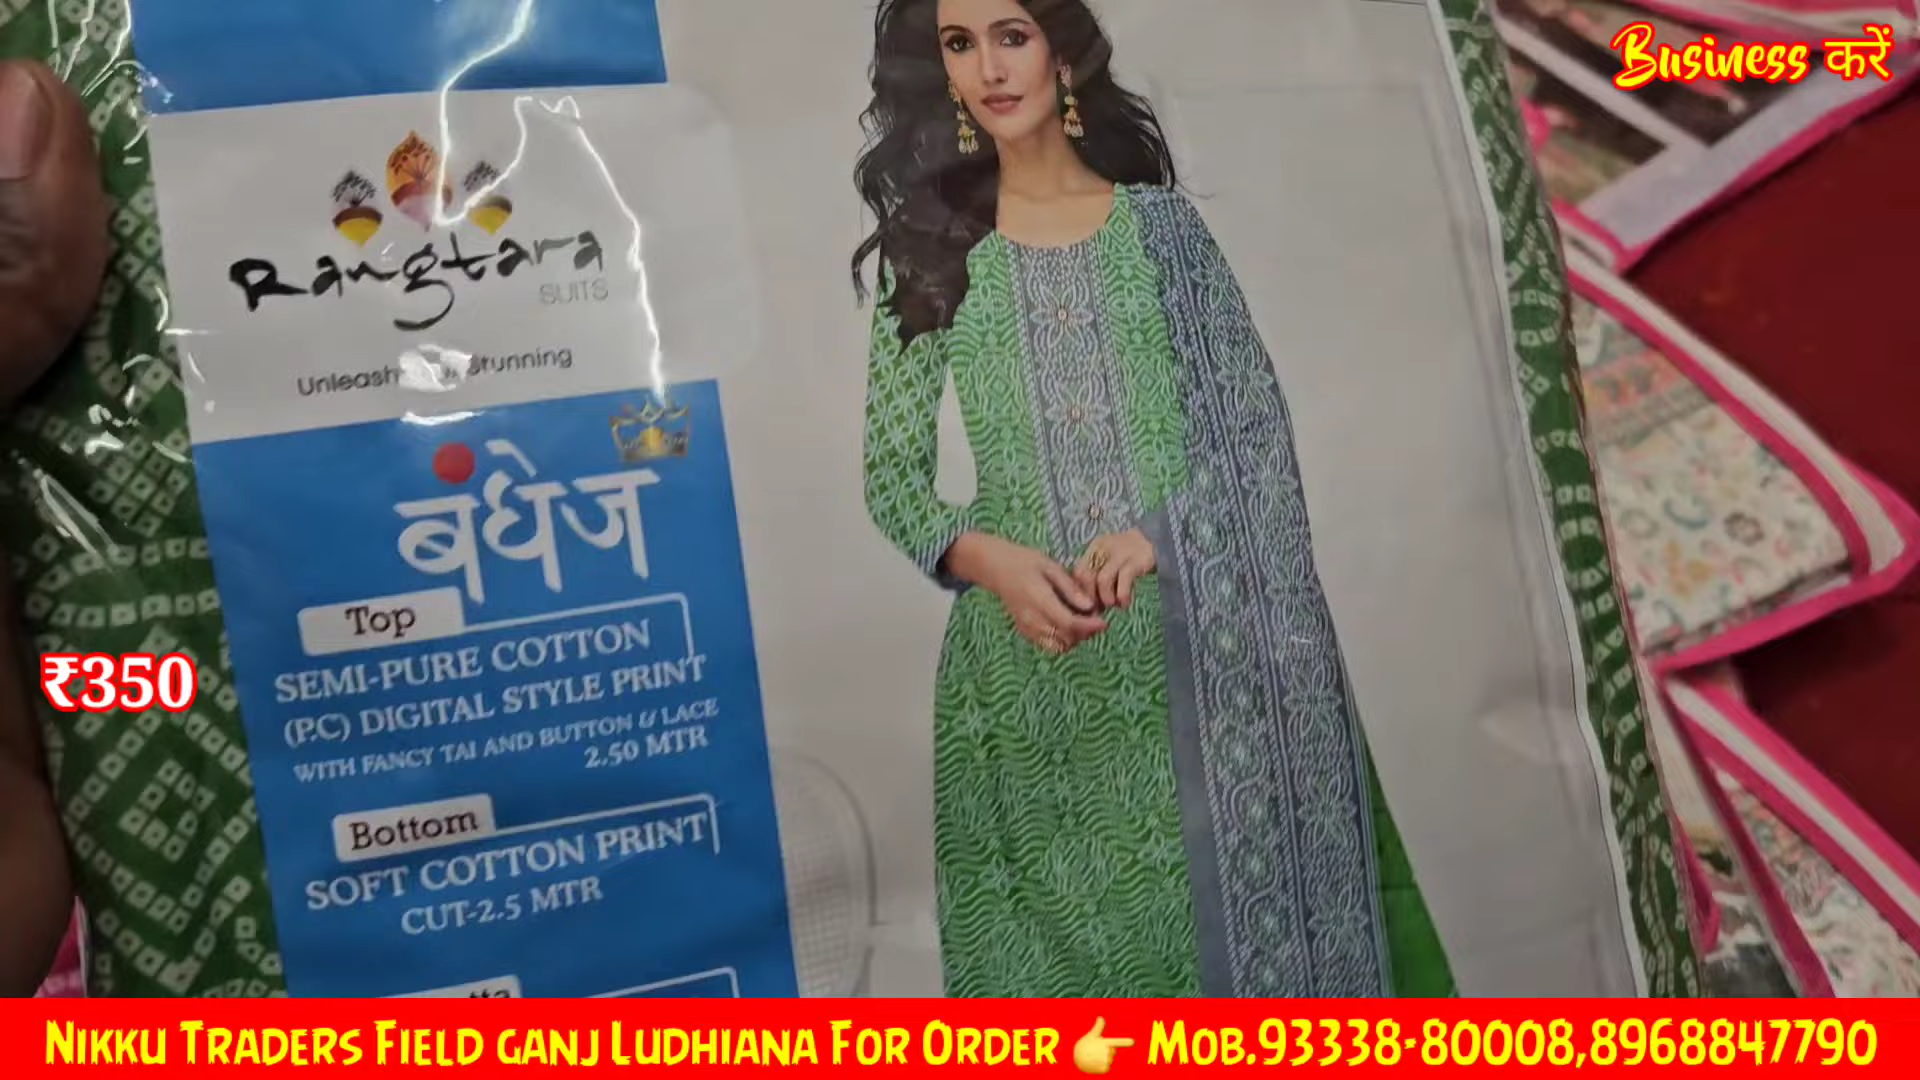 Business करें
Rangtara
SUITS
Unleash Stunning
बंधेज
Top
SEMI-PURE COTTON
(P.C) DIGITAL STYLE PRINT
WITH FANCY TAI AND BUTTON & LACE
2.50 MTR
₹350
Bottom
SOFT COTTON PRINT
CUT-2.5 MTR
NIKKU TRADERS FIELD GANJ LUDHIANA FOR ORDER 👉 MOB.93338-80008,8968847790